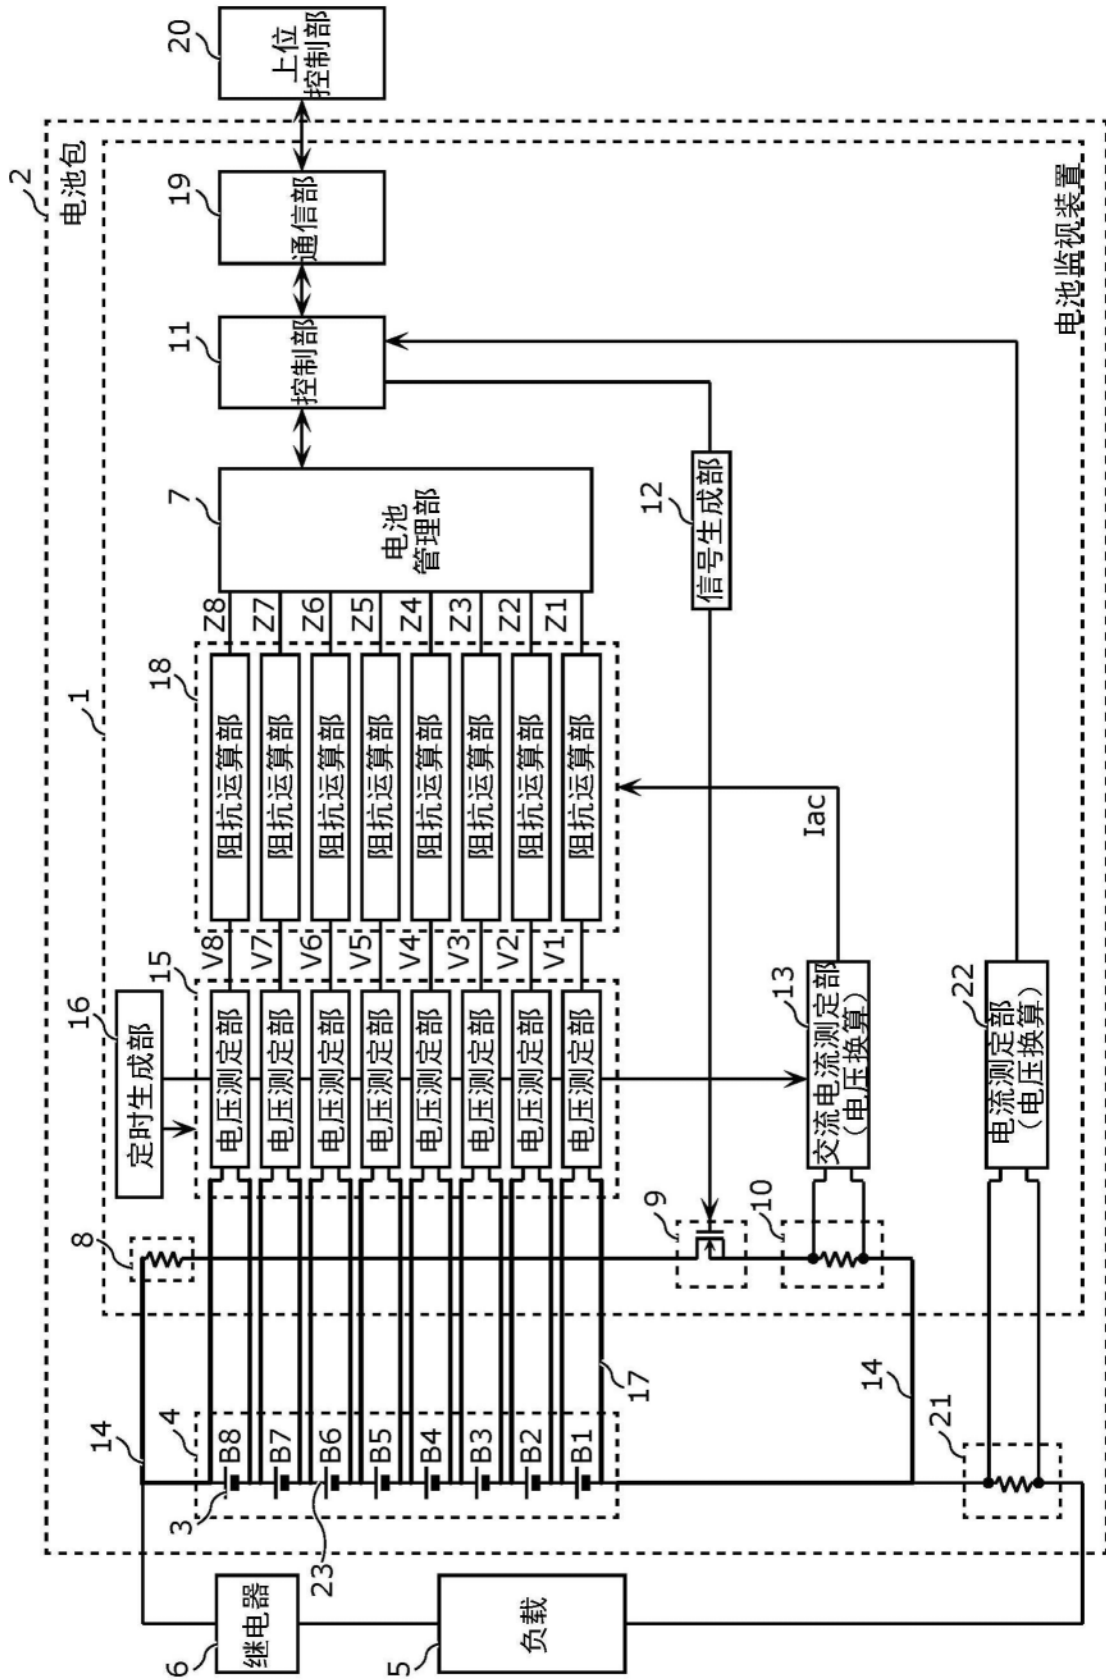 20
上位
控制部
2
电池包
19
通信部
电池监视装置
11
控制部
7
电池
管理部
12
信号生成部
Z8
Z7
Z6
Z5
Z4
Z3
Z2
Z1
1
18
阻抗运算部
阻抗运算部
阻抗运算部
阻抗运算部
阻抗运算部
阻抗运算部
阻抗运算部
阻抗运算部
Iac
V8
V7
V6
V5
V4
V3
V2
V1
15
16
定时生成部
电压测定部
电压测定部
电压测定部
电压测定部
电压测定部
电压测定部
电压测定部
电压测定部
13
交流电流测定部
（电压换算）
22
电流测定部
（电压换算）
8
9
10
17
14
14
4
21
B8
B7
B6
B5
B4
B3
B2
B1
3
23
6
继电器
5
负载